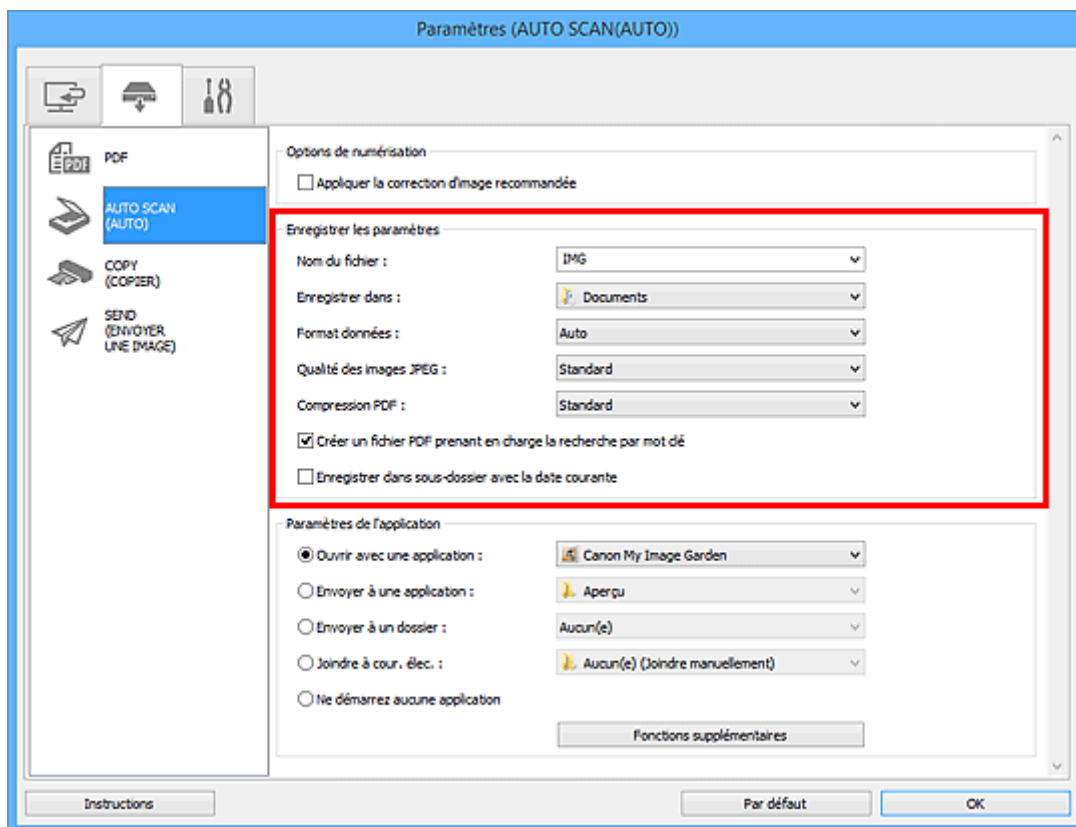 Paramètres (AUTO SCAN(AUTO))
PDF
PDF
AUTO SCAN
(AUTO)
COPY
(COPIER)
SEND
(ENVOYER
UNE IMAGE)
Options de numérisation
Appliquer la correction d'image recommandée
Enregistrer les paramètres
Nom du fichier : IMG
Enregistrer dans : Documents
Format données : Auto
Qualité des images JPEG : Standard
Compression PDF : Standard
Créer un fichier PDF prenant en charge la recherche par mot clé
Enregistrer dans sous-dossier avec la date courante
Paramètres de l'application
Ouvrir avec une application : Canon My Image Garden
Envoyer à une application : Aperçu
Envoyer à un dossier : Aucun(e)
Joindre à cour. élec. : Aucun(e) (Joindre manuellement)
Ne démarrez aucune application
Fonctions supplémentaires
Instructions
Par défaut
OK